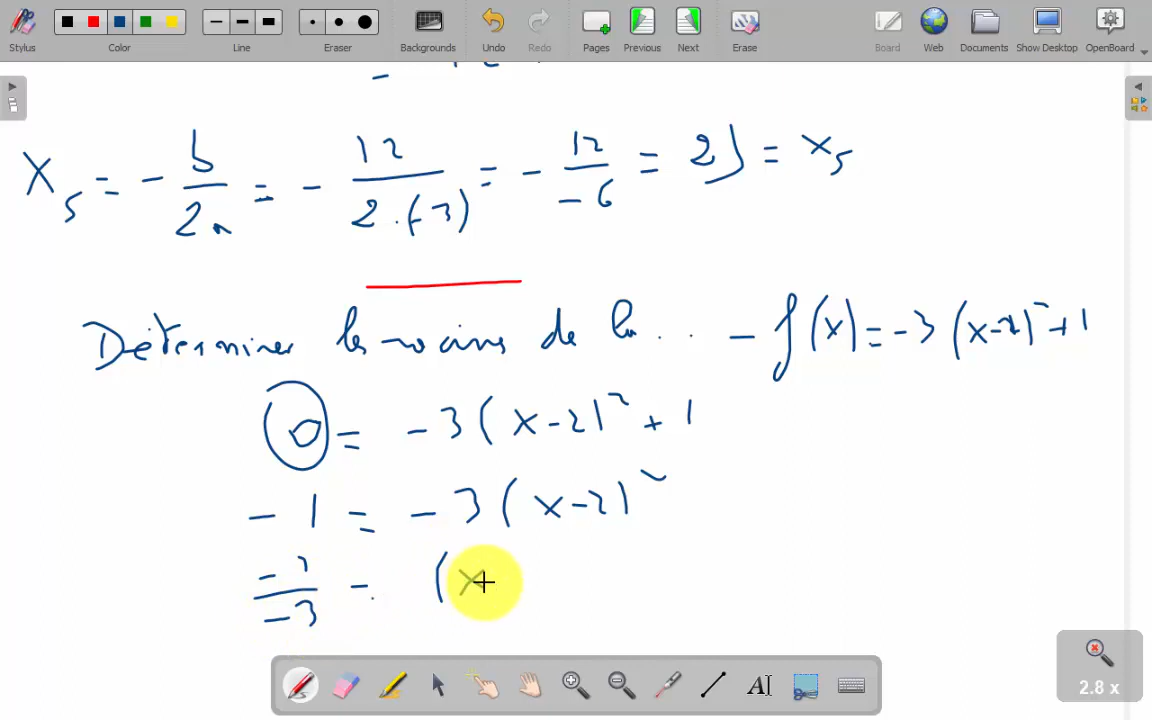 Stylus Color Line Eraser Backgrounds Undo Redo Pages Previous Next Erase Board Web Documents Show Desktop OpenBoard
X_S = - b/2a = - 12/2.(-3) = - 12/-6 = 2 = x_S
Déterminer les racines de la ... - f(x) = -3(x-2)² + 1
0 = -3(x-2)² + 1
-1 = -3(x-2)²
-1/-3 = (x
2.8 x